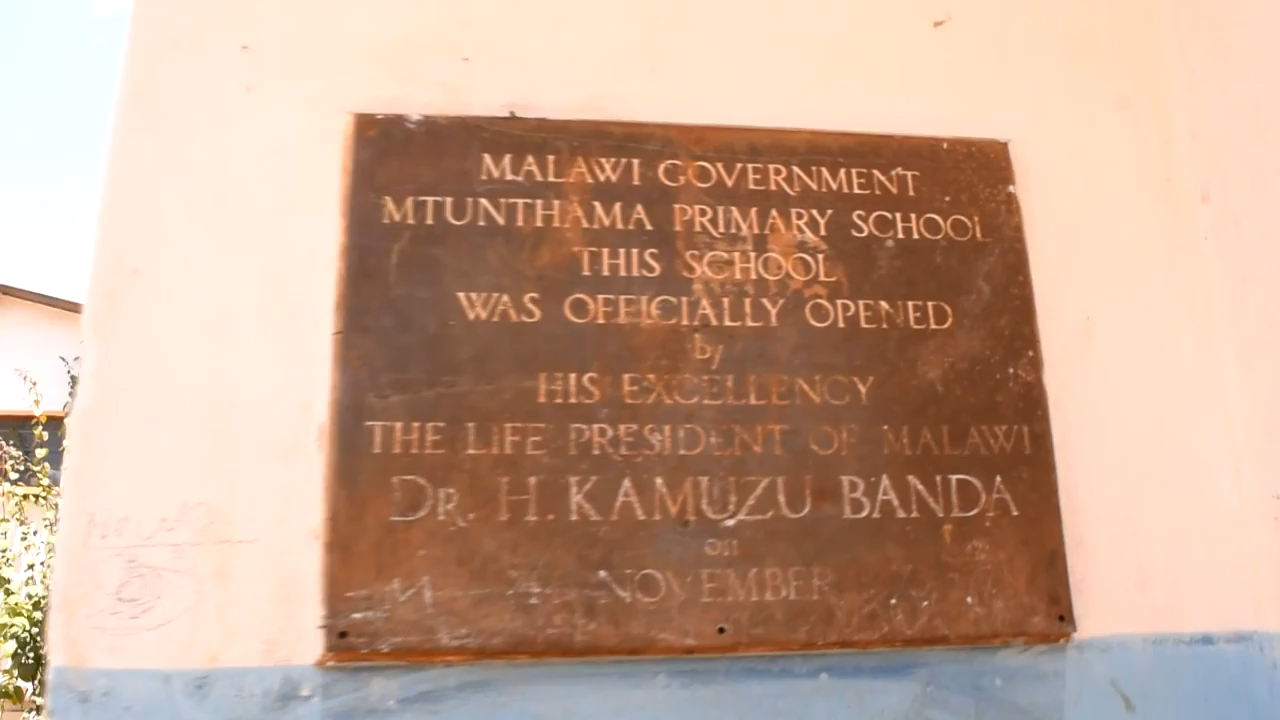 MALAWI GOVERNMENT
MTUNTHAMA PRIMARY SCHOOL
THIS SCHOOL
WAS OFFICIALLY OPENED
by
HIS EXCELLENCY
THE LIFE PRESIDENT OF MALAWI
DR. H. KAMUZU BANDA
on
NOVEMBER